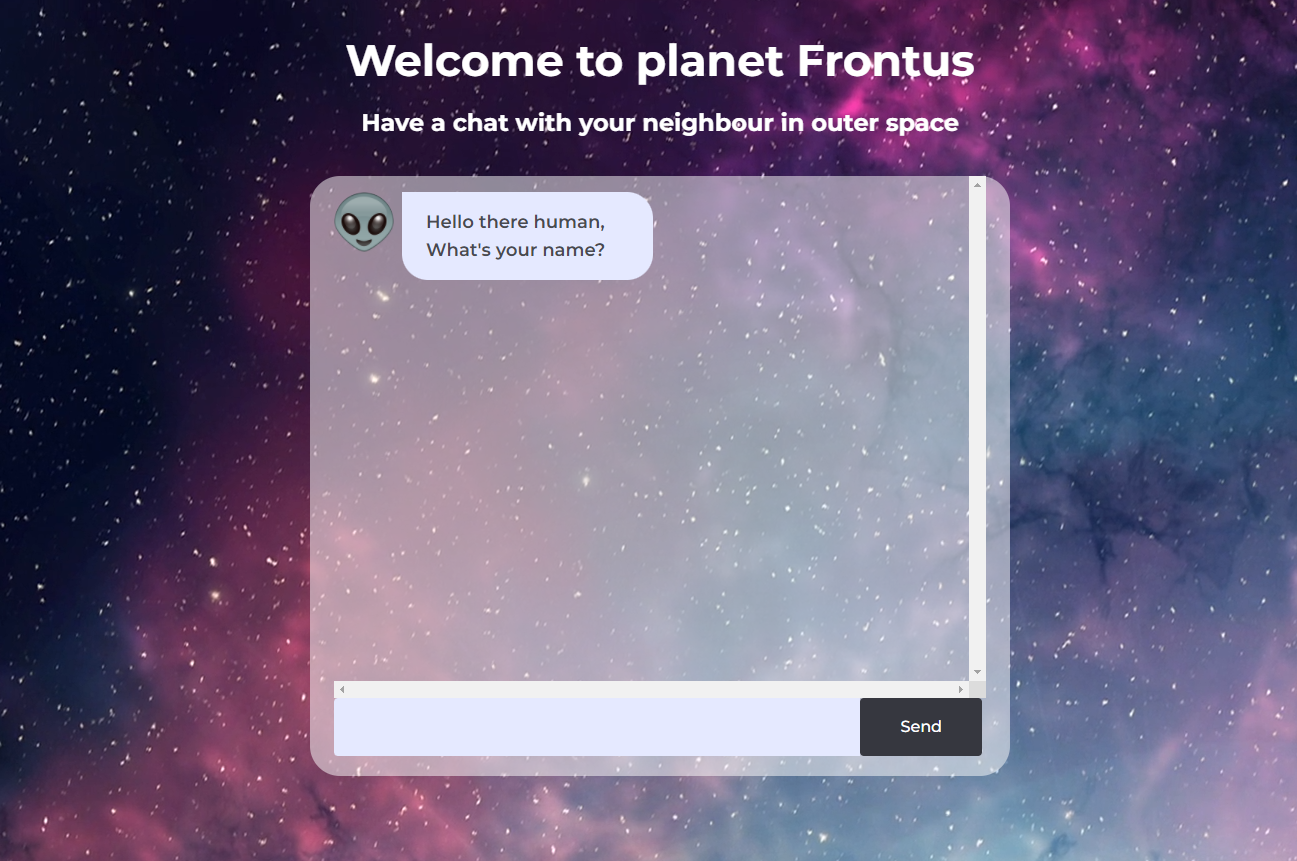 Welcome to planet Frontus
Have a chat with your neighbour in outer space
Hello there human,
What's your name?
Send